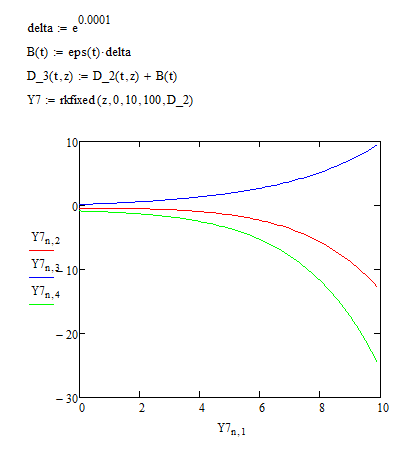 delta := e^0.0001
B(t) := eps(t)·delta
D_3(t,z) := D_2(t,z) + B(t)
Y7 := rkfixed(z,0,10,100,D_2)
10
0
−10
−20
−30
Y7n,2
Y7n,3
Y7n,4
0 2 4 6 8 10
Y7n,1